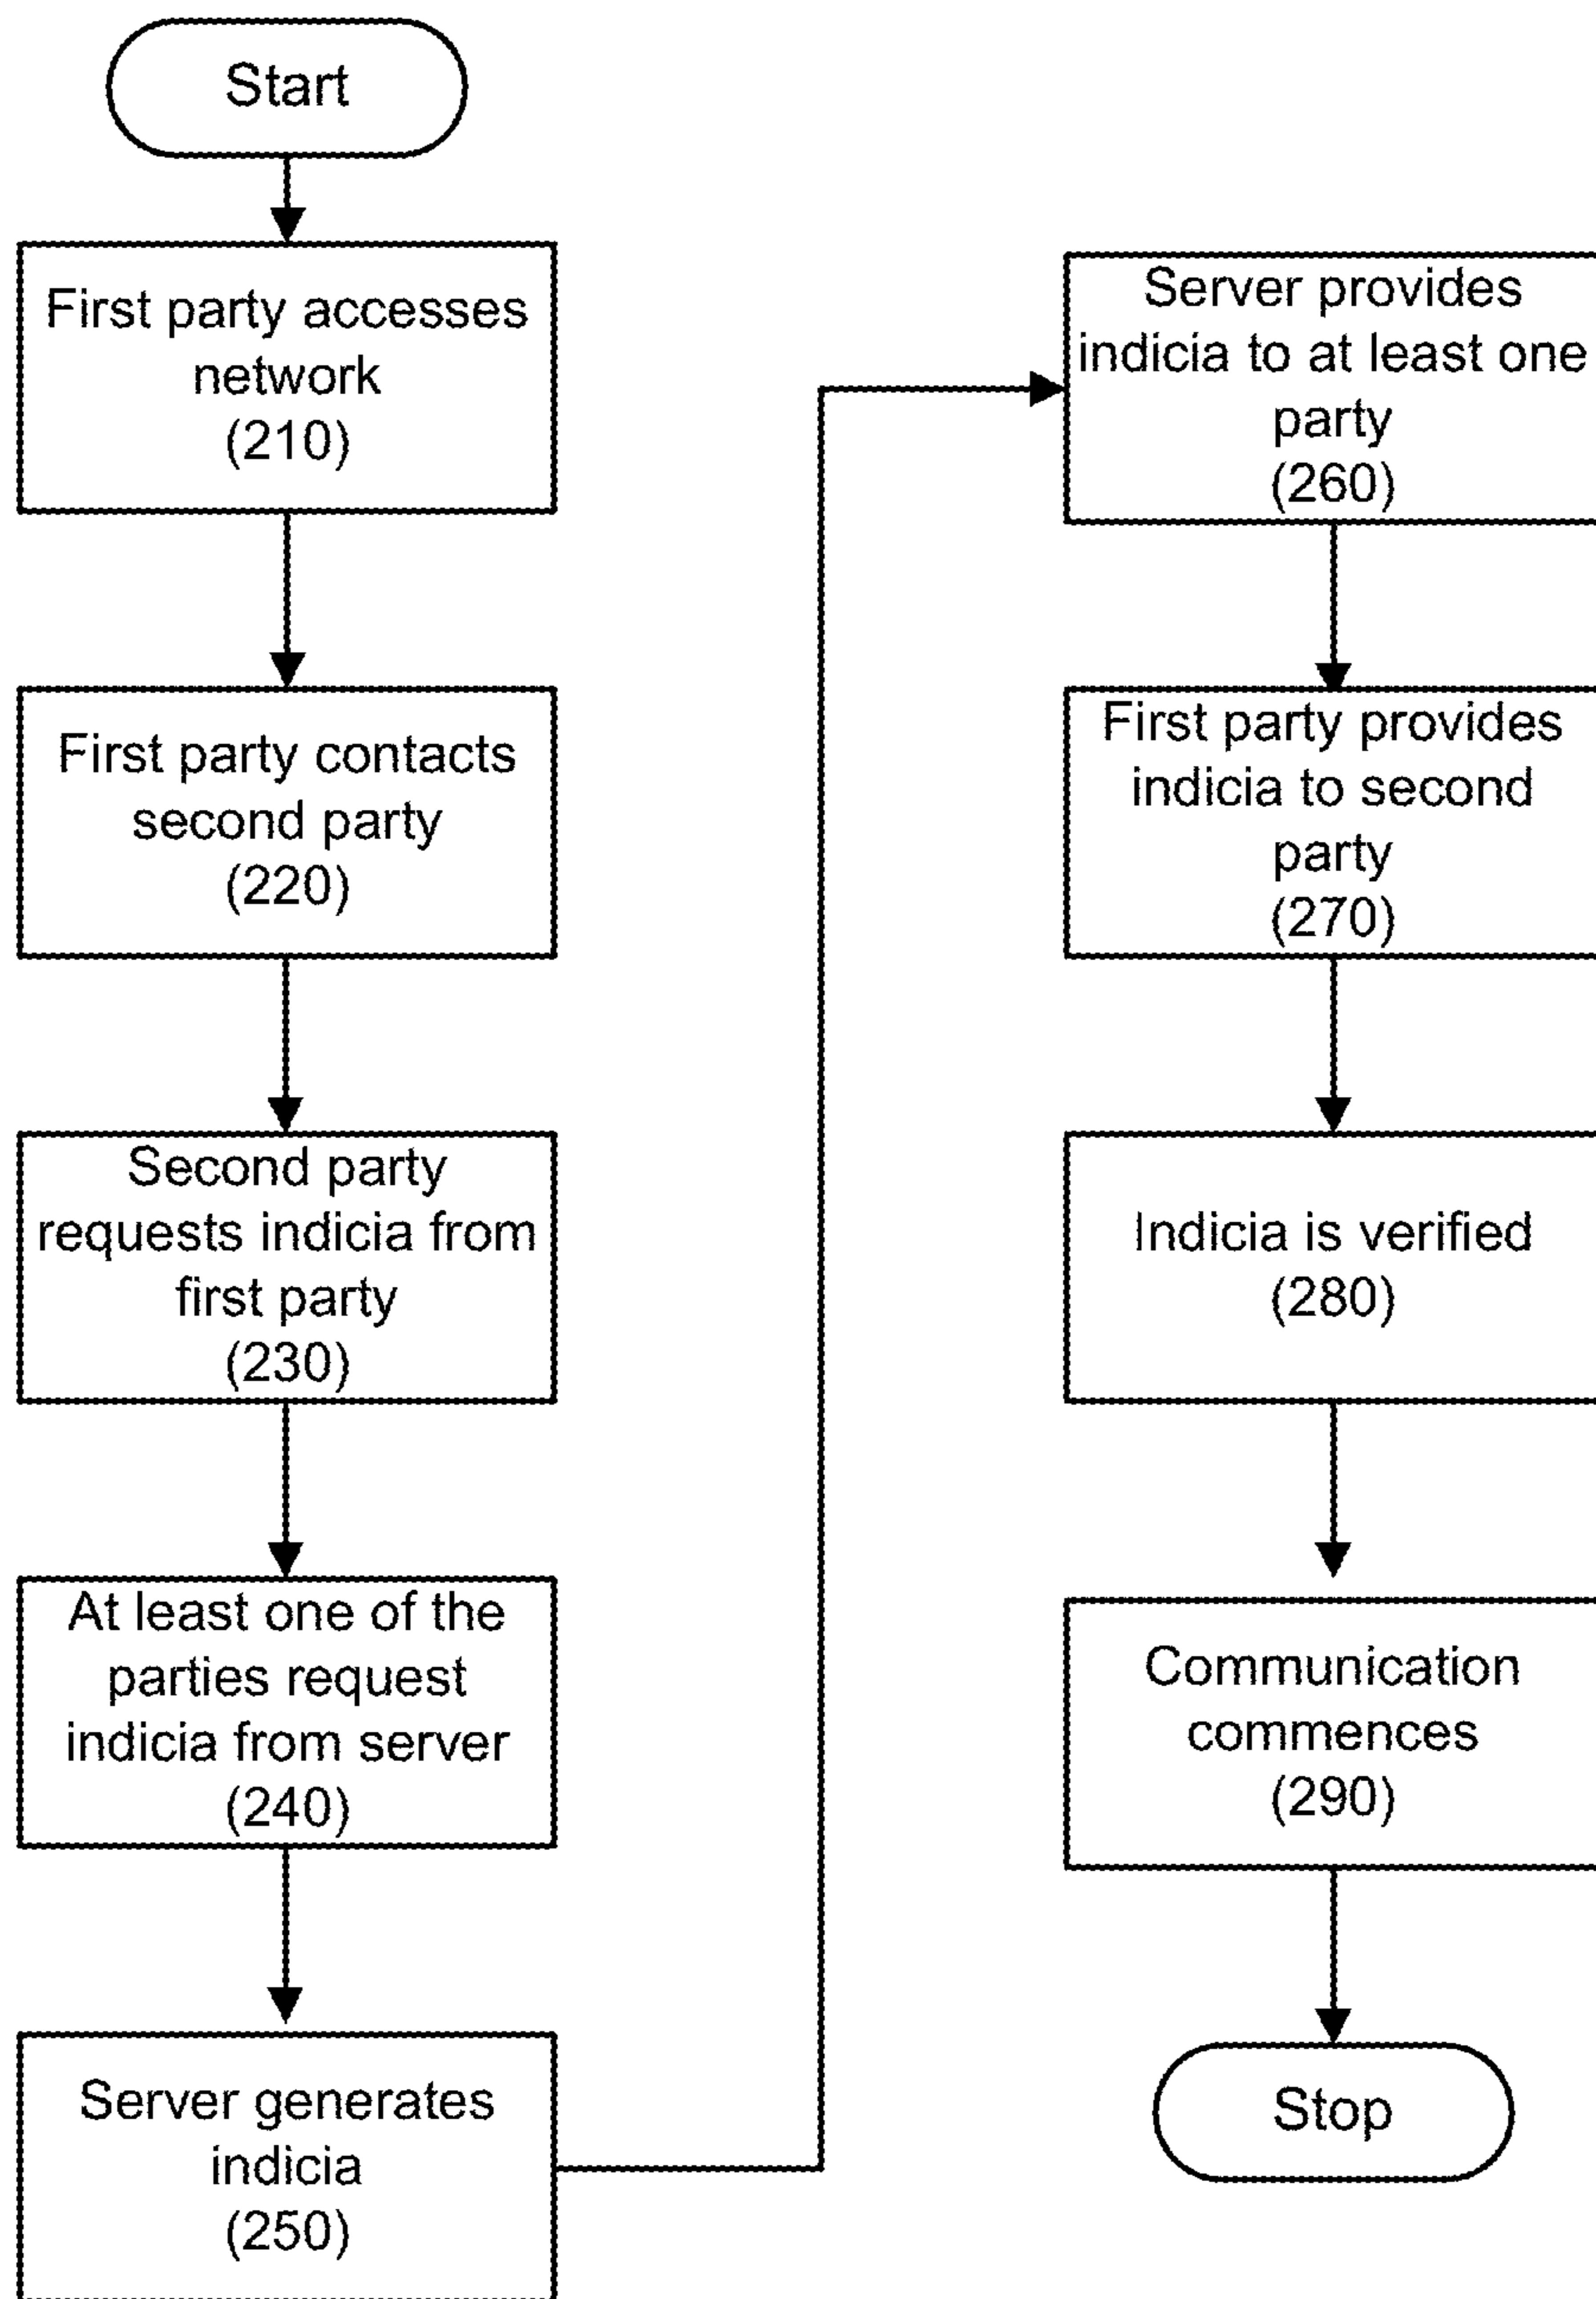 Start
First party accesses
network
(210)
First party contacts
second party
(220)
Second party
requests indicia from
first party
(230)
At least one of the
parties request
indicia from server
(240)
Server generates
indicia
(250)
Server provides
indicia to at least one
party
(260)
First party provides
indicia to second
party
(270)
Indicia is verified
(280)
Communication
commences
(290)
Stop